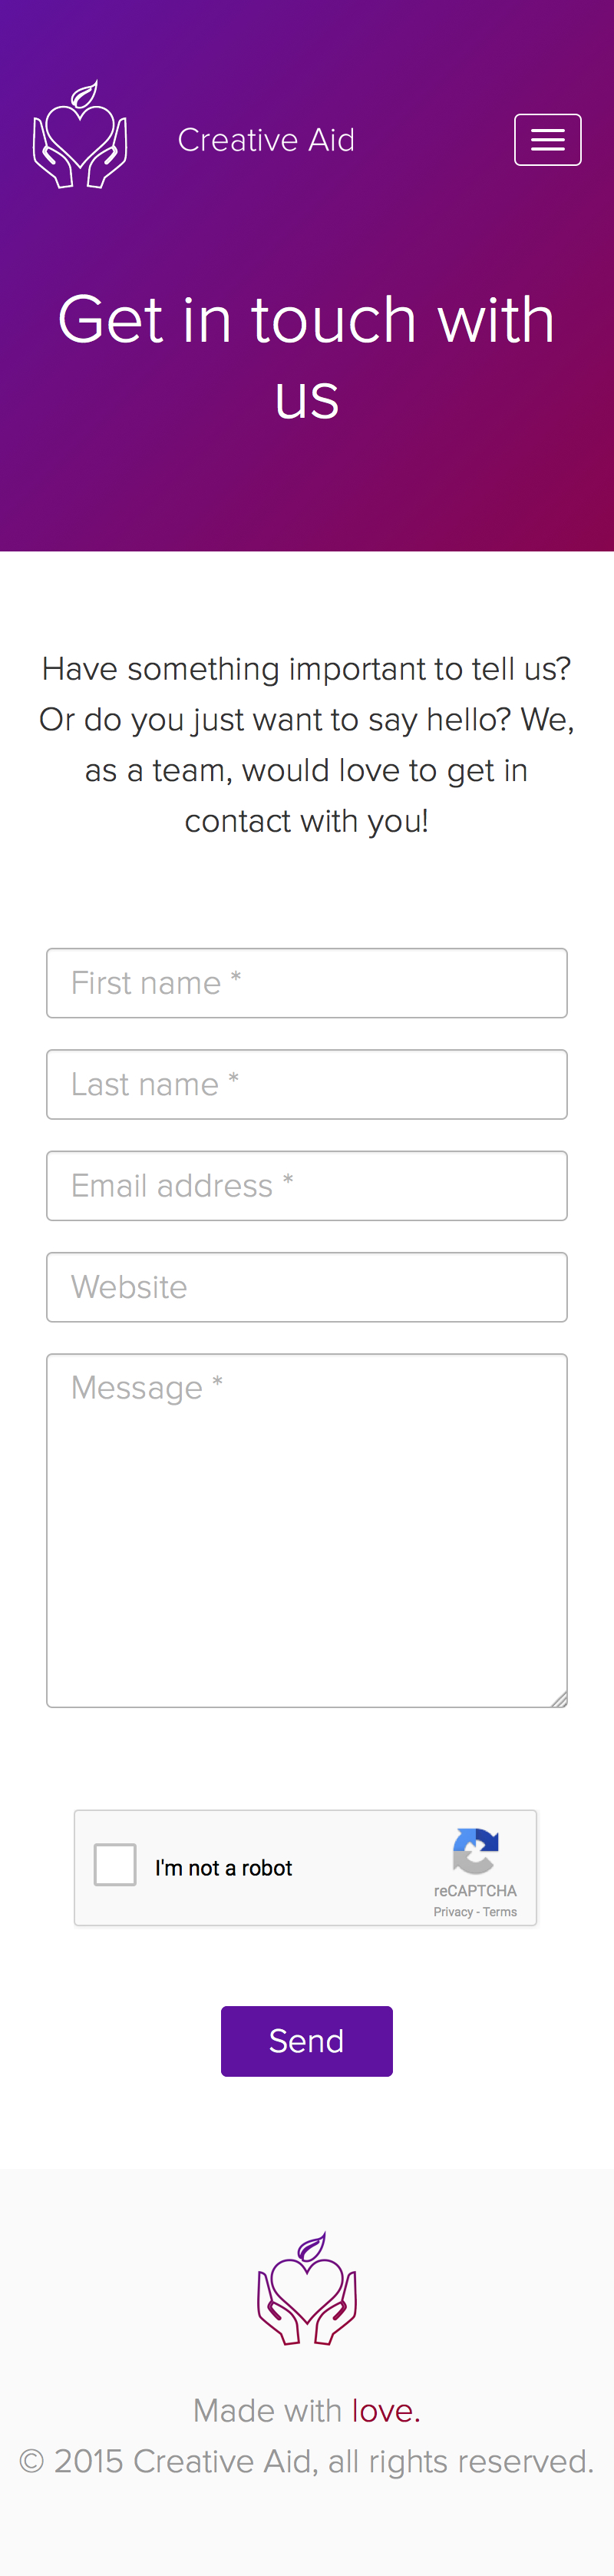 Creative Aid
Get in touch with
us
Have something important to tell us?
Or do you just want to say hello? We,
as a team, would love to get in
contact with you!
First name *
Last name *
Email address *
Website
Message *
I'm not a robot
reCAPTCHA
Privacy - Terms
Send
Made with love.
© 2015 Creative Aid, all rights reserved.